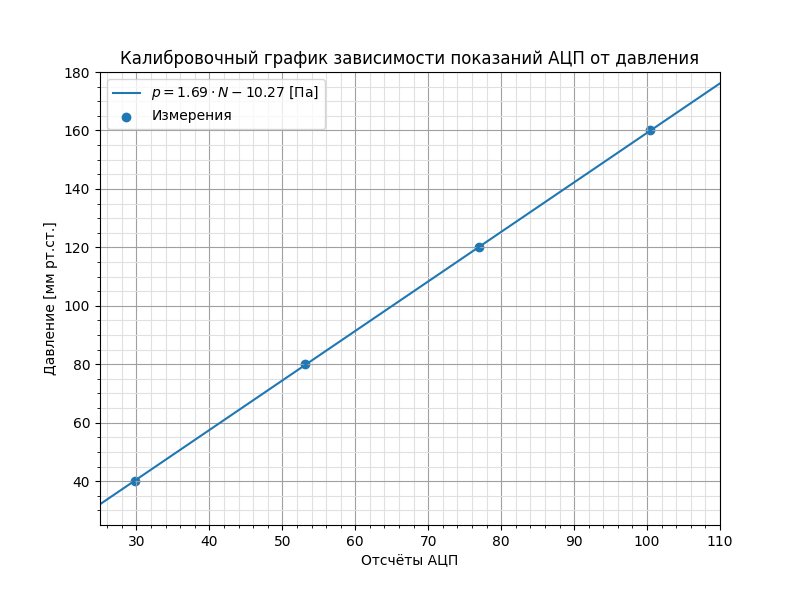 Калибровочный график зависимости показаний АЦП от давления
p = 1.69 · N − 10.27 [Па]
Измерения
180
160
140
120
100
80
60
40
Давление [мм рт.ст.]
30 40 50 60 70 80 90 100 110
Отсчёты АЦП